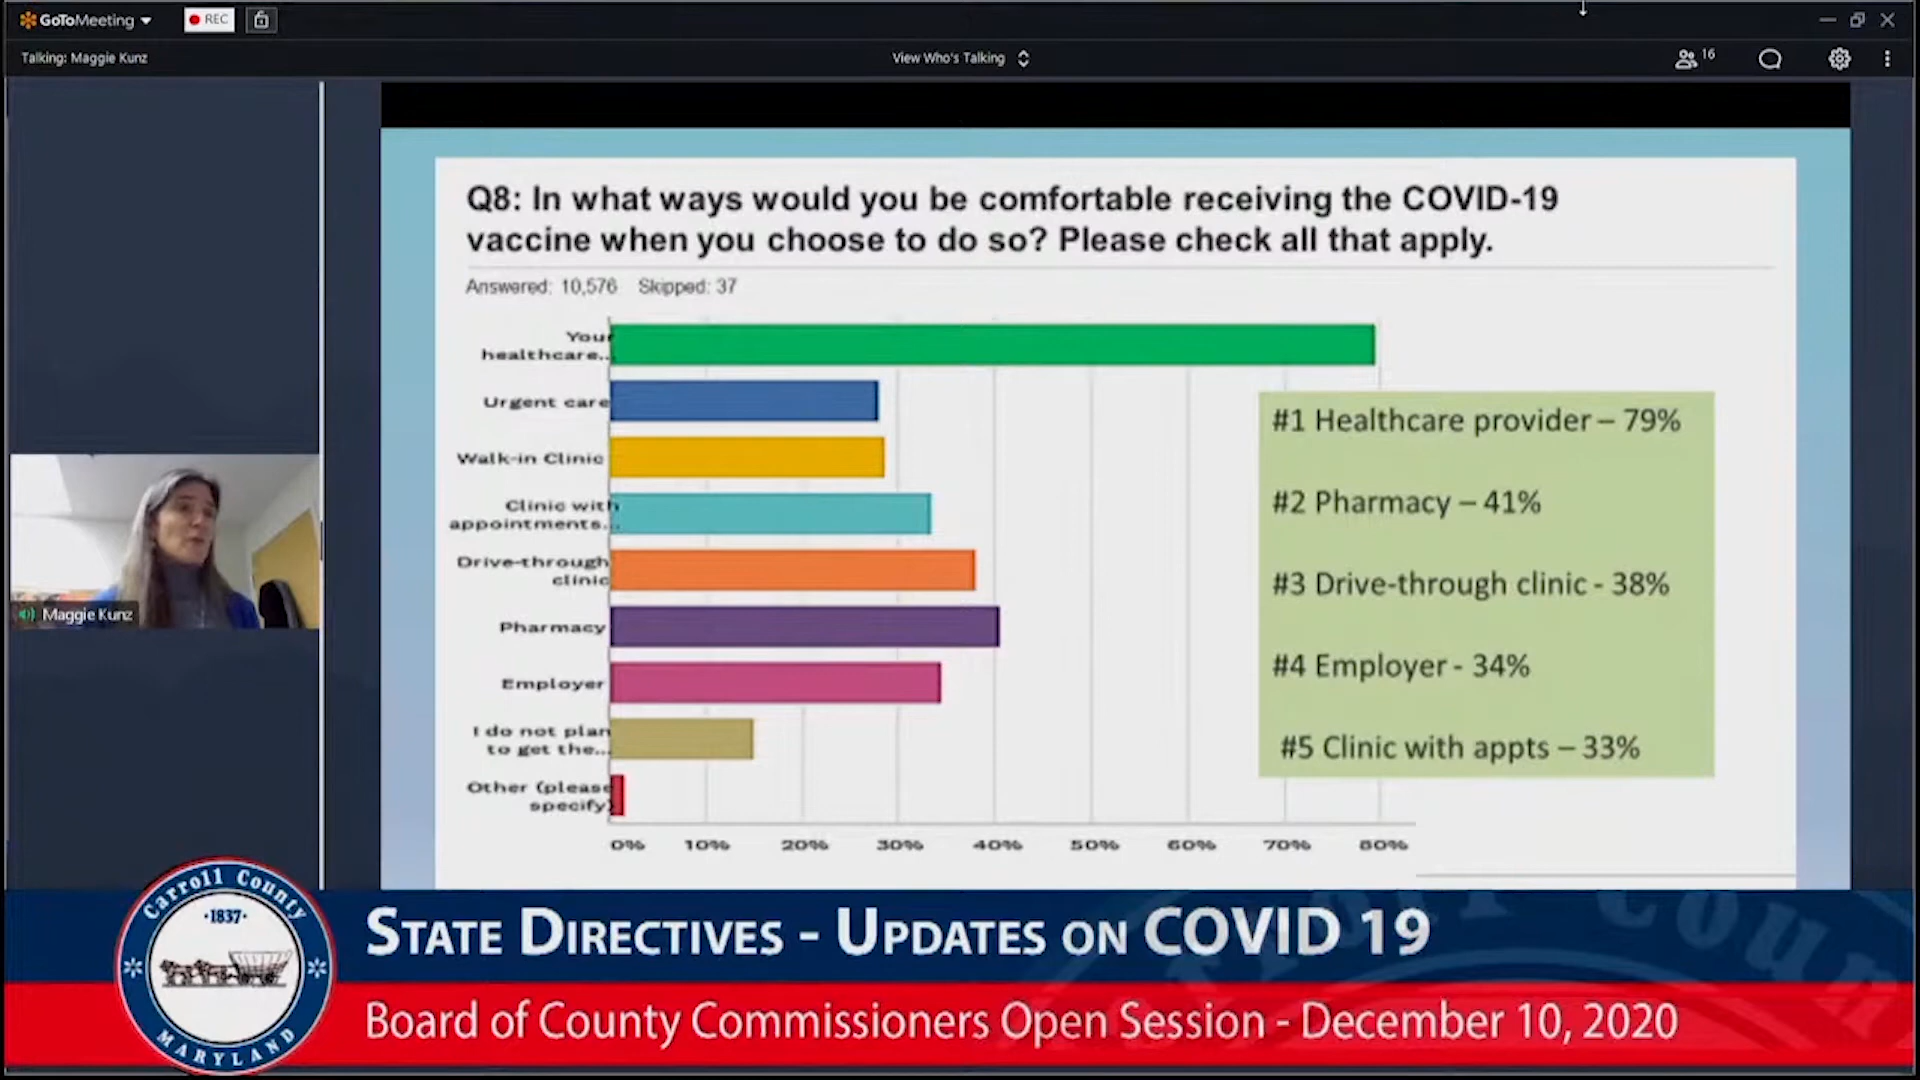 GoToMeeting
REC
Talking: Maggie Kunz
View Who's Talking
16
Q8: In what ways would you be comfortable receiving the COVID-19
vaccine when you choose to do so? Please check all that apply.
Answered: 10,576 Skipped: 37
Your
healthcare...
Urgent care
Walk-in Clinic
Clinic with
appointments...
Drive-through
clinic
Pharmacy
Employer
I do not plan
to get the...
Other (please
specify)
0% 10% 20% 30% 40% 50% 60% 70% 80%
#1 Healthcare provider – 79%
#2 Pharmacy – 41%
#3 Drive-through clinic - 38%
#4 Employer - 34%
#5 Clinic with appts – 33%
Maggie Kunz
Carroll County
·1837·
MARYLAND
STATE DIRECTIVES - UPDATES ON COVID 19
Board of County Commissioners Open Session - December 10, 2020